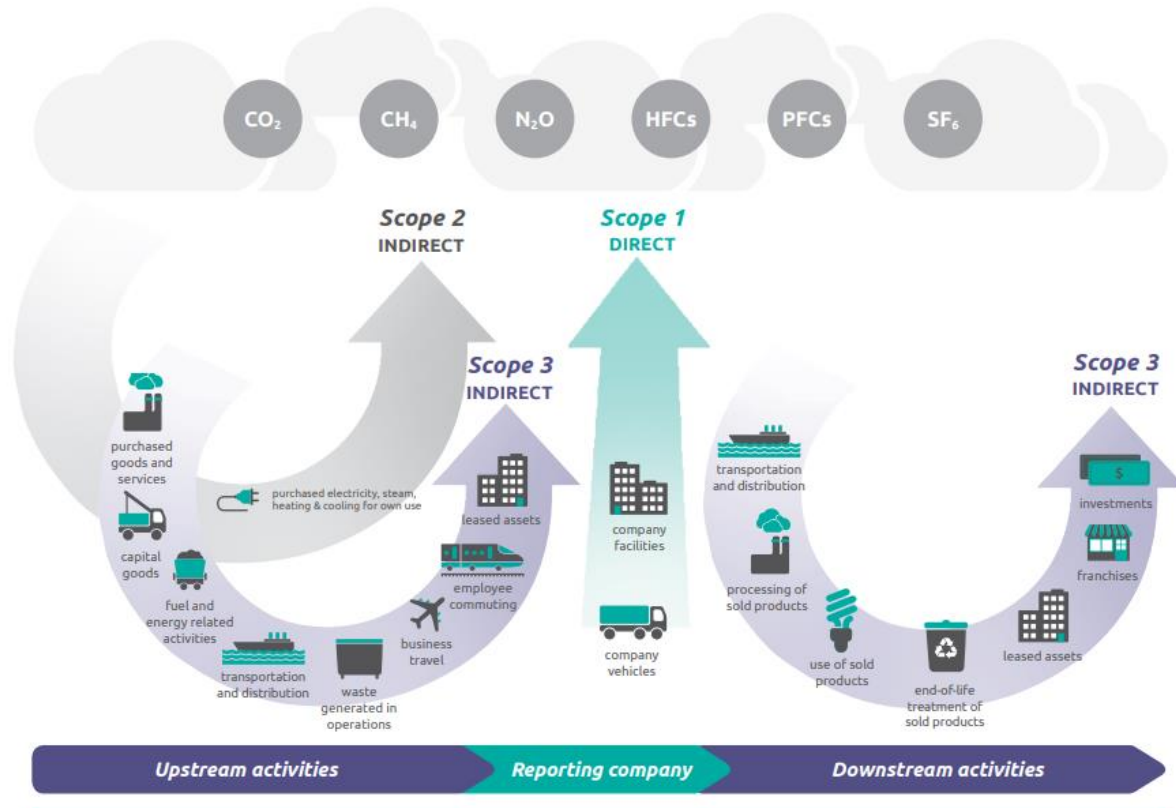 CO₂
CH₄
N₂O
HFCs
PFCs
SF₆
Scope 2
INDIRECT
Scope 1
DIRECT
Scope 3
INDIRECT
Scope 3
INDIRECT
purchased
goods and
services
capital
goods
fuel and
energy related
activities
purchased electricity, steam,
heating & cooling for own use
transportation
and distribution
waste
generated in
operations
business
travel
employee
commuting
leased assets
company
facilities
company
vehicles
transportation
and distribution
processing of
sold products
use of sold
products
end-of-life
treatment of
sold products
leased assets
franchises
$
investments
Upstream activities
Reporting company
Downstream activities